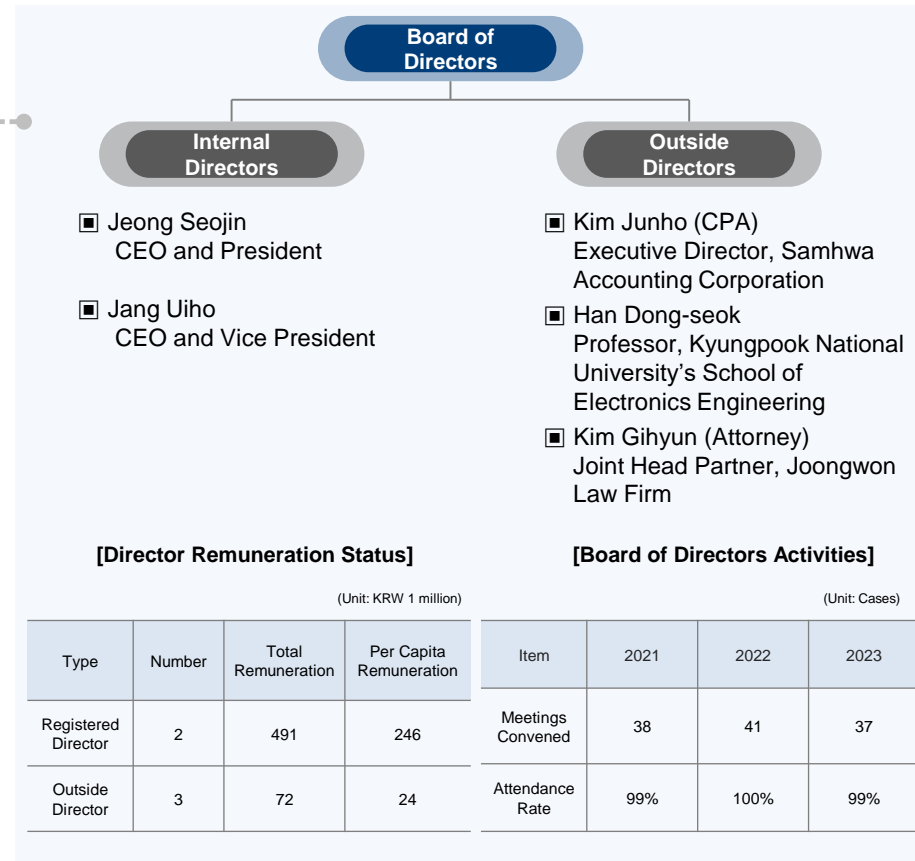 Board of
Directors
Internal
Directors
Outside
Directors
▣ Jeong Seojin
CEO and President
▣ Jang Uiho
CEO and Vice President
▣ Kim Junho (CPA)
Executive Director, Samhwa
Accounting Corporation
▣ Han Dong-seok
Professor, Kyungpook National
University’s School of
Electronics Engineering
▣ Kim Gihyun (Attorney)
Joint Head Partner, Joongwon
Law Firm
[Director Remuneration Status]
(Unit: KRW 1 million)
Type Number Total Remuneration Per Capita Remuneration
Registered Director 2 491 246
Outside Director 3 72 24
[Board of Directors Activities]
(Unit: Cases)
Item 2021 2022 2023
Meetings Convened 38 41 37
Attendance Rate 99% 100% 99%